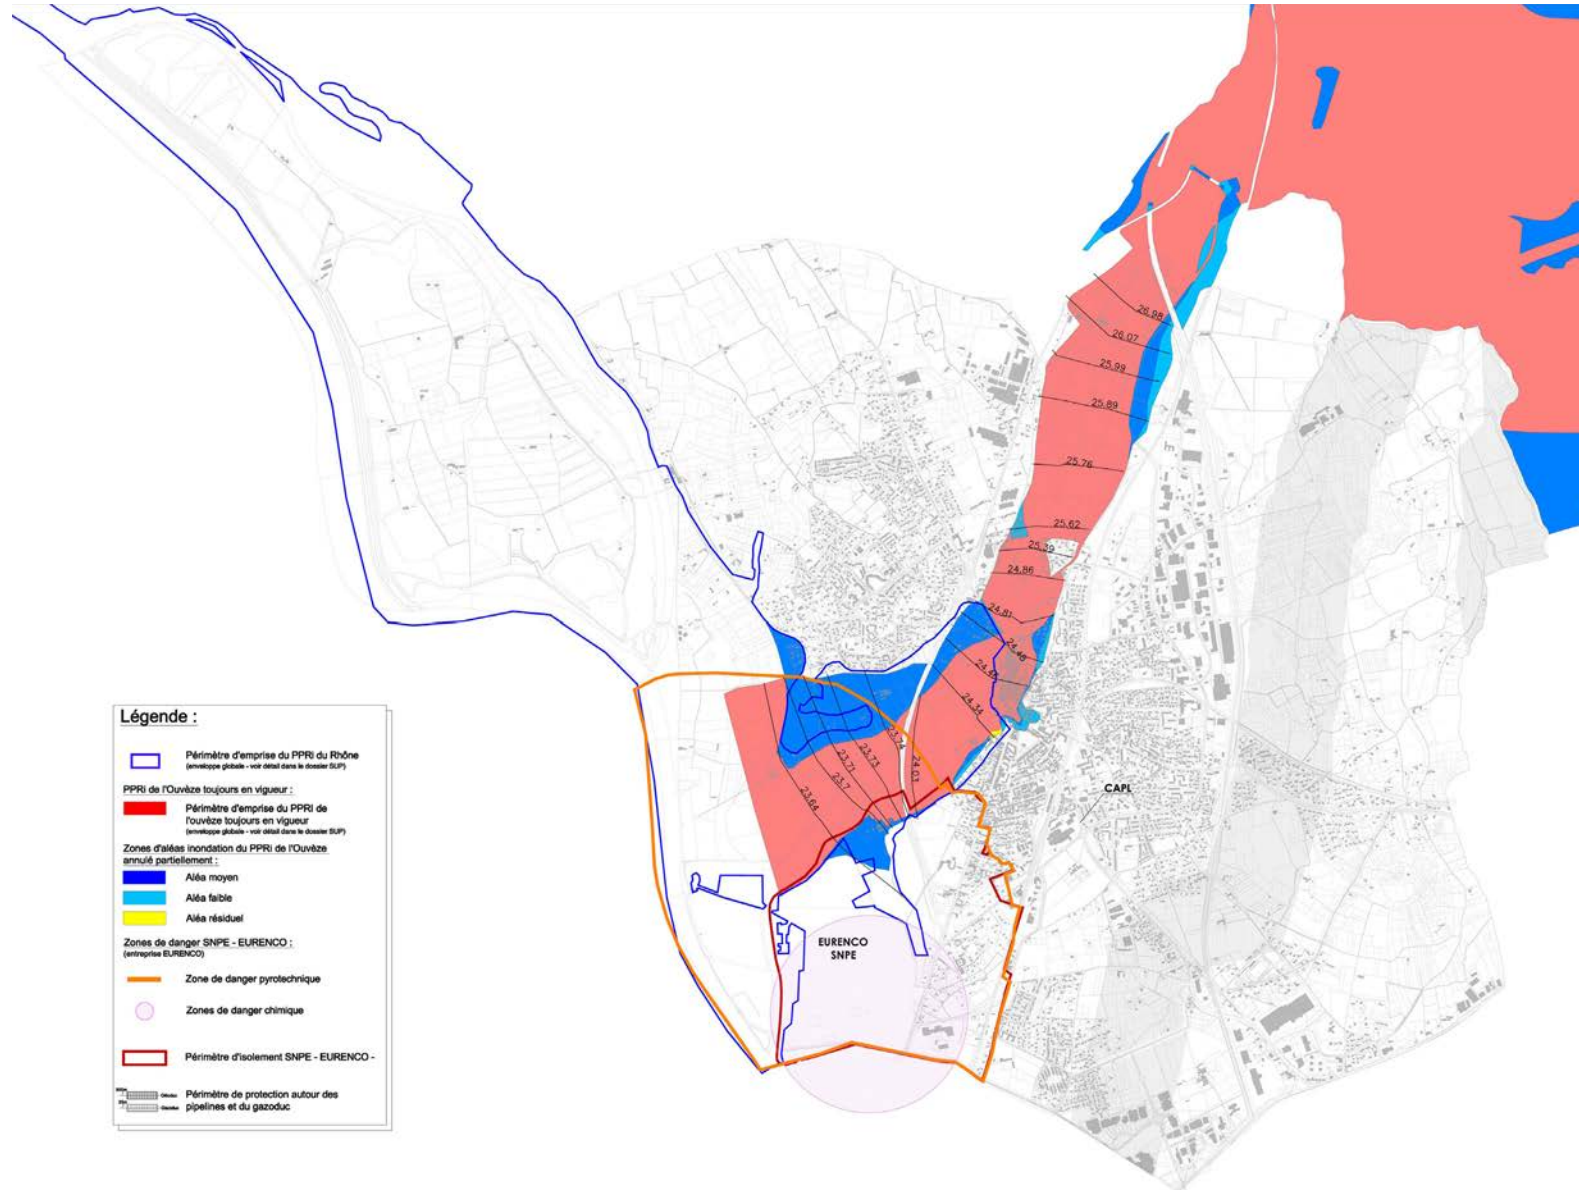 26.98
26.07
25.99
25.89
25.76
25.62
25.39
24.86
24.81
24.46
24.34
23.74
24.01
23.73
23.71
23.7
23.64
CAPL
EURENCO
SNPE
Légende :
Périmètre d'emprise du PPRi du Rhône
(enveloppe globale - voir détail dans le dossier SUP)
PPRi de l'Ouvèze toujours en vigueur :
Périmètre d'emprise du PPRI de
l'ouvèze toujours en vigueur
(enveloppe globale - voir détail dans le dossier SUP)
Zones d'aléas inondation du PPRi de l'Ouvèze
annulé partiellement :
Aléa moyen
Aléa faible
Aléa résiduel
Zones de danger SNPE - EURENCO :
(entreprise EURENCO)
Zone de danger pyrotechnique
Zones de danger chimique
Périmètre d'isolement SNPE - EURENCO -
Périmètre de protection autour des
pipelines et du gazoduc